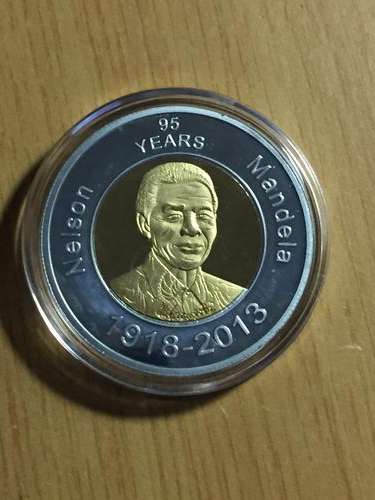 95
YEARS
Nelson Mandela
1918-2013